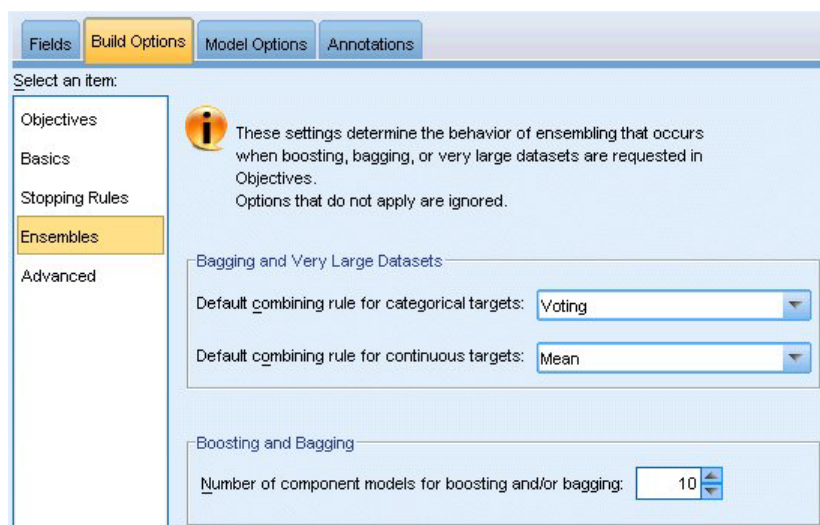 Fields Build Options Model Options Annotations
Select an item:
Objectives
Basics
Stopping Rules
Ensembles
Advanced
These settings determine the behavior of ensembling that occurs
when boosting, bagging, or very large datasets are requested in
Objectives.
Options that do not apply are ignored.
Bagging and Very Large Datasets
Default combining rule for categorical targets: Voting
Default combining rule for continuous targets: Mean
Boosting and Bagging
Number of component models for boosting and/or bagging: 10